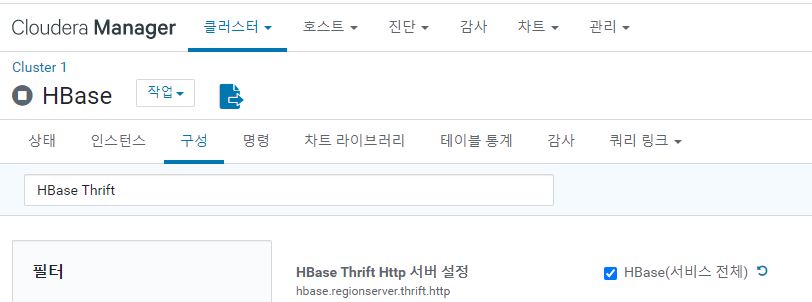 Cloudera Manager 클러스터 호스트 진단 감사 차트 관리
Cluster 1
HBase 작업
상태 인스턴스 구성 명령 차트 라이브러리 테이블 통계 감사 쿼리 링크
HBase Thrift
필터
HBase Thrift Http 서버 설정 HBase(서비스 전체)
hbase.regionserver.thrift.http